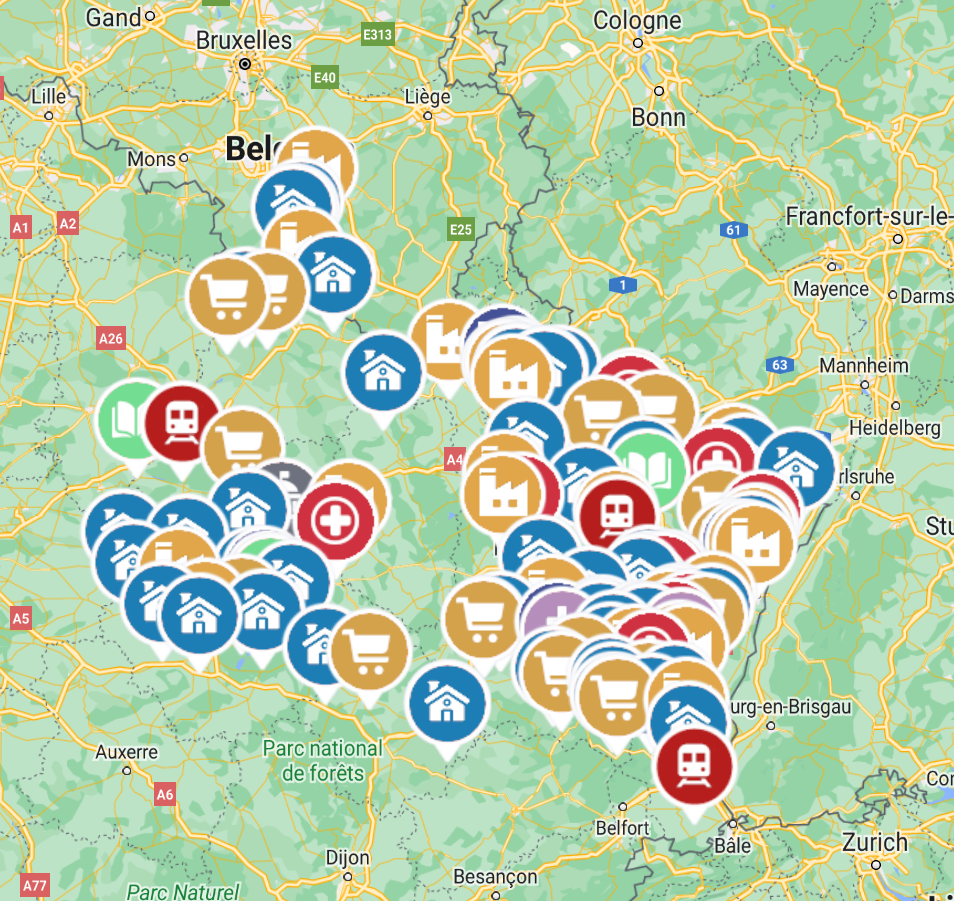 Gand
Bruxelles
E313
Cologne
E40
Lille
Liège
Bonn
Mons
A1
A2
E25
61
Francfort-sur-le-
1
Mayence
Darms
A26
63
Mannheim
Heidelberg
A4
rlsruhe
Stu
A5
urg-en-Brisgau
Auxerre
Parc national
de forêts
A6
Con
Belfort
Bâle
Zurich
Dijon
A77
Parc Naturel
Besançon